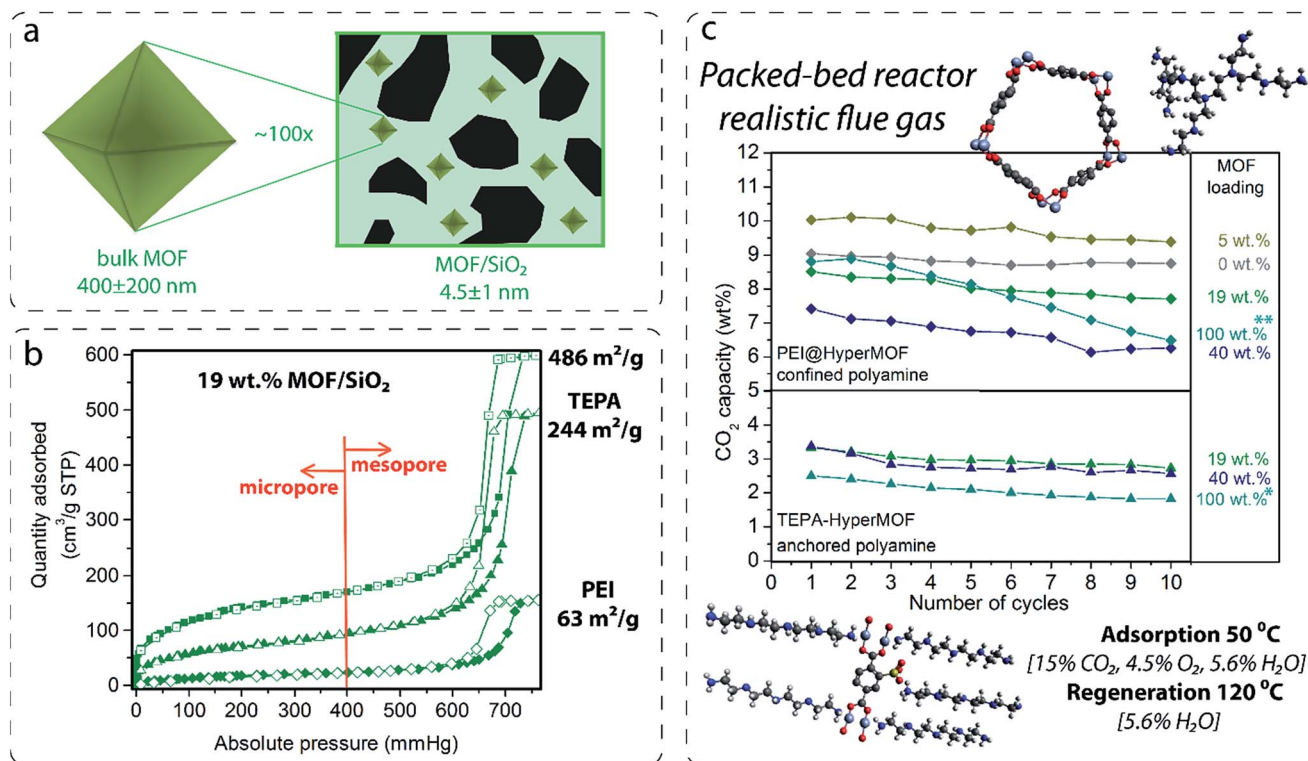 a
~100x
bulk MOF
400±200 nm
MOF/SiO₂
4.5±1 nm
b
600
500
400
300
200
100
0
Quantity adsorbed
(cm³/g STP)
19 wt.% MOF/SiO₂
micropore
mesopore
486 m²/g
TEPA
244 m²/g
PEI
63 m²/g
0 100 200 300 400 500 600 700
Absolute pressure (mmHg)
c
Packed-bed reactor
realistic flue gas
12
11
10
9
8
7
6
5
4
3
2
1
0
CO₂ capacity (wt%)
MOF
loading
5 wt.%
0 wt.%
19 wt.%
**
100 wt.%
40 wt.%
PEI@HyperMOF
confined polyamine
19 wt.%
40 wt.%
100 wt.%*
TEPA-HyperMOF
anchored polyamine
0 1 2 3 4 5 6 7 8 9 10
Number of cycles
Adsorption 50 ⁰C
[15% CO₂, 4.5% O₂, 5.6% H₂O]
Regeneration 120 ⁰C
[5.6% H₂O]